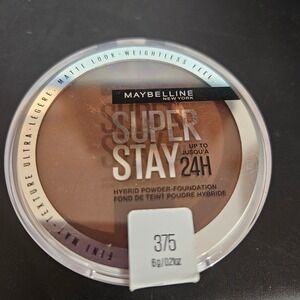 MAYBELLINE
NEW YORK
SUPER
STAY
UP TO
JUSQU'À
24H
HYBRID POWDER-FOUNDATION
FOND DE TEINT POUDRE HYBRIDE
375
6g/0.21oz
MATTE LOOK - WEIGHTLESS FEEL
FINI MAT - TEXTURE ULTRA-LÉGÈRE